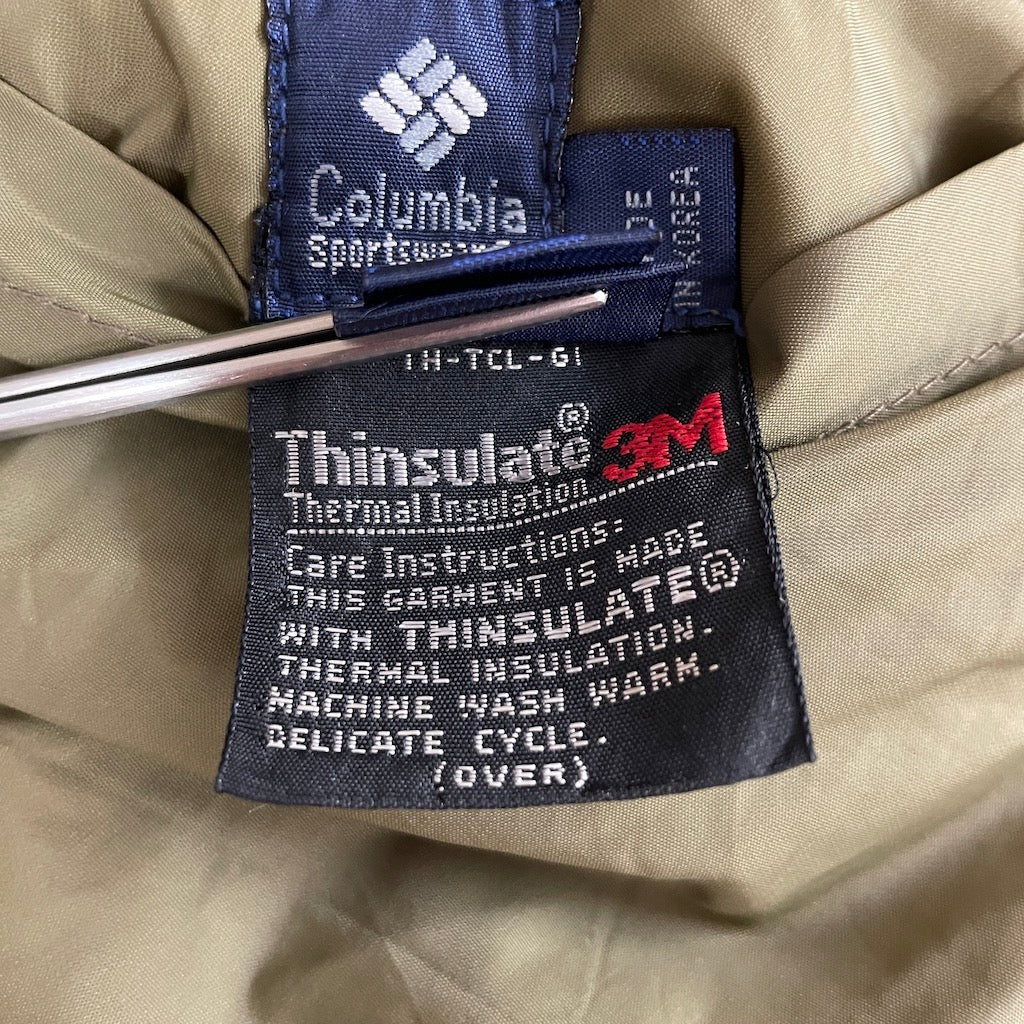 Columbia
Sportswear
IN KOREA
TH-TCL-G1
Thinsulate® 3M
Thermal Insulation
Care Instructions:
THIS GARMENT IS MADE
WITH THINSULATE®
THERMAL INSULATION.
MACHINE WASH WARM.
DELICATE CYCLE.
(OVER)